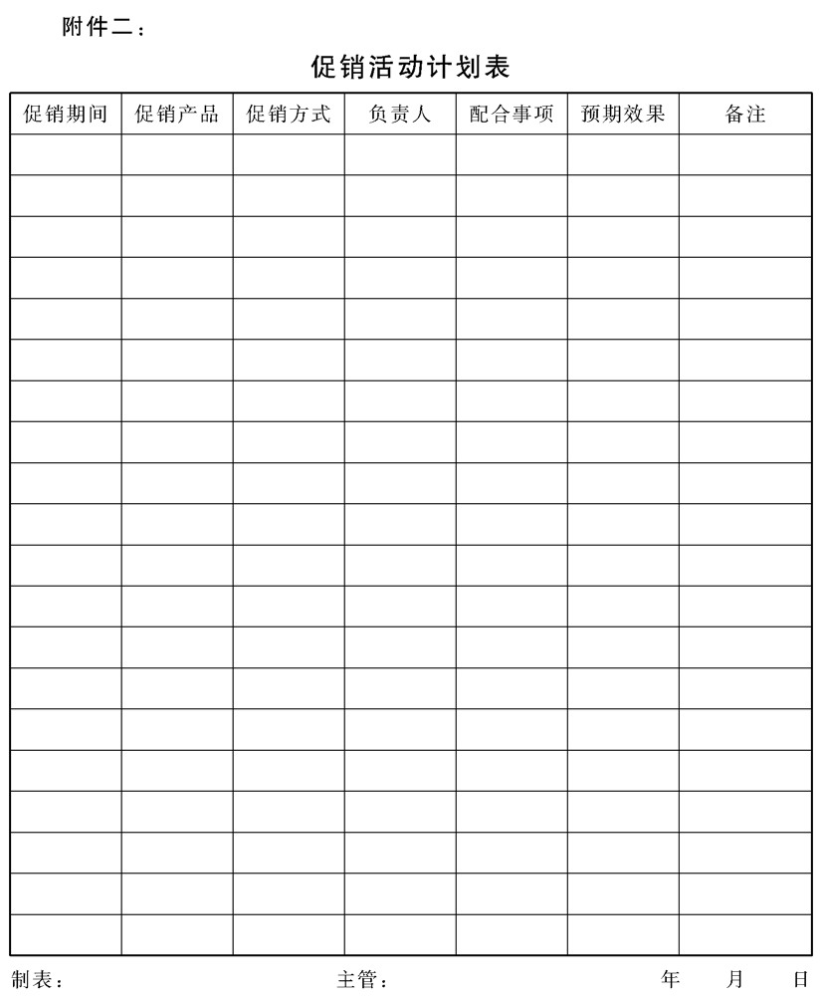 附件二：
促销活动计划表
促销期间 促销产品 促销方式 负责人 配合事项 预期效果 备注
制表： 主管： 年 月 日